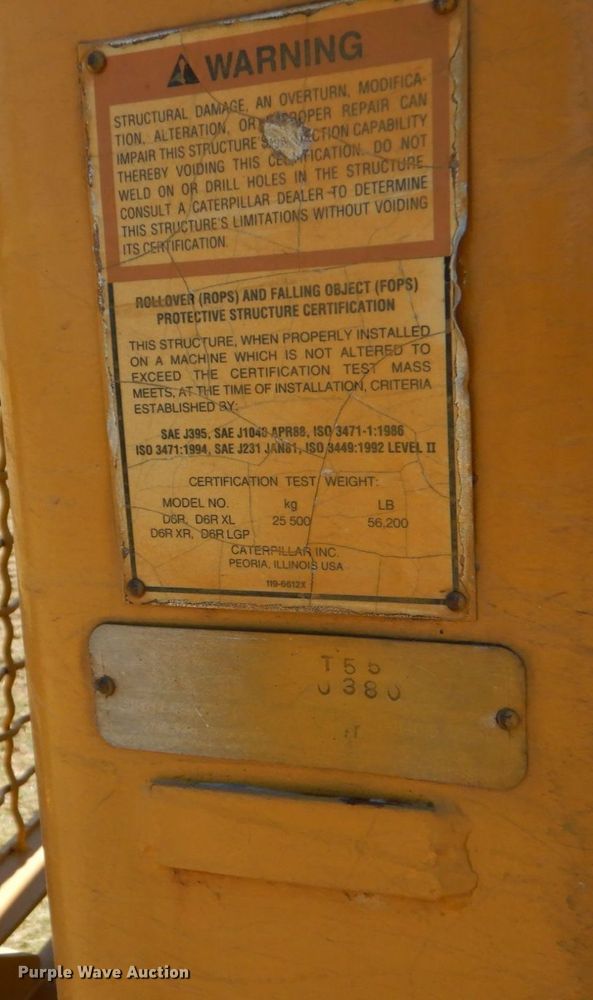 WARNING
STRUCTURAL DAMAGE, AN OVERTURN, MODIFICA-
TION, ALTERATION, OR REPAIR CAN
IMPAIR THIS STRUCTURE CAPABILITY
THEREBY VOIDING THIS CERTIFICATION. DO NOT
WELD ON OR DRILL HOLES IN THE STRUCTURE
CONSULT A CATERPILLAR DEALER TO DETERMINE
THIS STRUCTURE'S LIMITATIONS WITHOUT VOIDING
ITS CERTIFICATION.
ROLLOVER (ROPS) AND FALLING OBJECT (FOPS)
PROTECTIVE STRUCTURE CERTIFICATION
THIS STRUCTURE, WHEN PROPERLY INSTALLED
ON A MACHINE WHICH IS NOT ALTERED TO
EXCEED THE CERTIFICATION TEST MASS
MEETS, AT THE TIME OF INSTALLATION, CRITERIA
ESTABLISHED BY:
SAE J395, SAE J1040 APR88, ISO 3471-1:1986
ISO 3471:1994, SAE J231 JAN81, ISO 3449:1992 LEVEL II
CERTIFICATION TEST WEIGHT:
MODEL NO. kg LB
D6R, D6R XL 25 500 56,200
D6R XR, D6R LGP
CATERPILLAR INC.
PEORIA, ILLINOIS USA
119-6612X
T55
0380
Purple Wave Auction